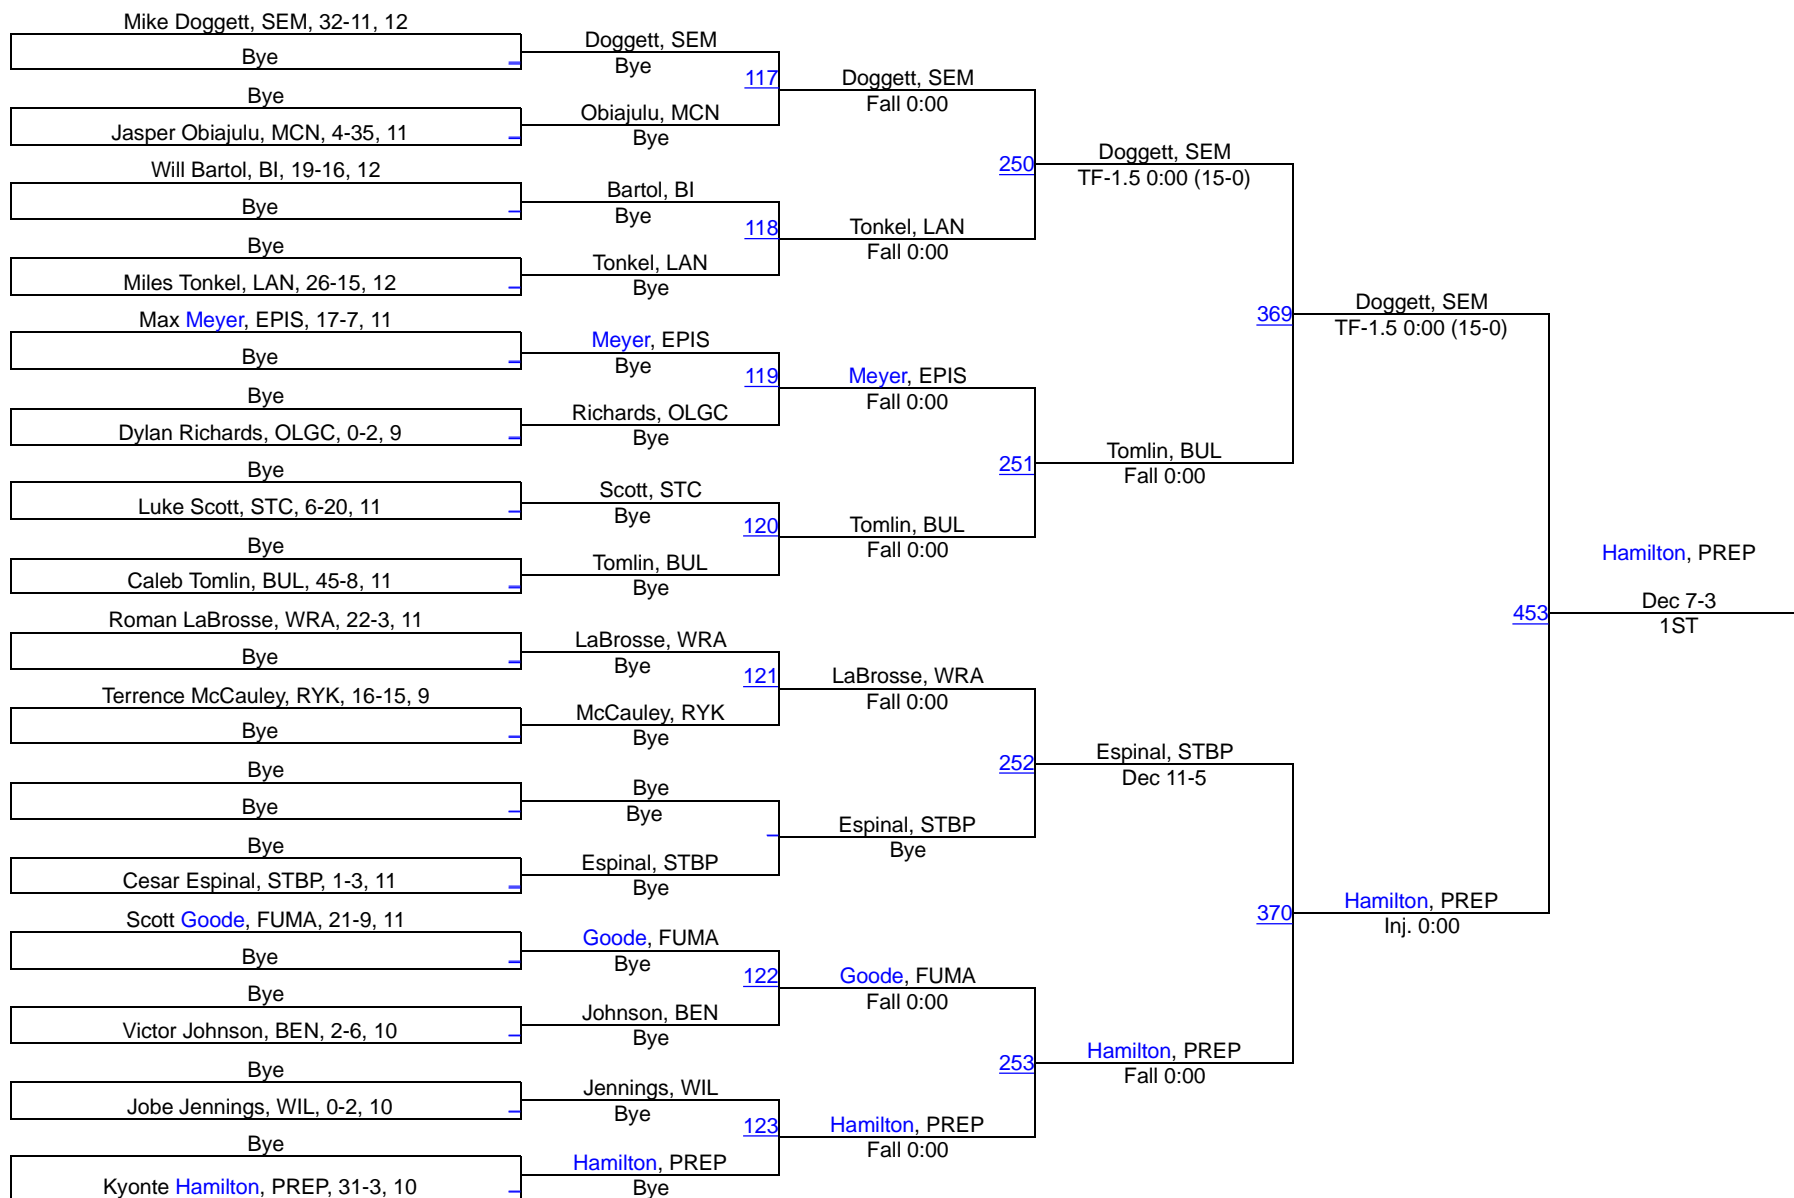 Mike Doggett, SEM, 32-11, 12
Bye
Bye
Jasper Obiajulu, MCN, 4-35, 11
Will Bartol, BI, 19-16, 12
Bye
Bye
Miles Tonkel, LAN, 26-15, 12
Max Meyer, EPIS, 17-7, 11
Bye
Bye
Dylan Richards, OLGC, 0-2, 9
Bye
Luke Scott, STC, 6-20, 11
Bye
Caleb Tomlin, BUL, 45-8, 11
Roman LaBrosse, WRA, 22-3, 11
Bye
Terrence McCauley, RYK, 16-15, 9
Bye
Bye
Bye
Bye
Cesar Espinal, STBP, 1-3, 11
Scott Goode, FUMA, 21-9, 11
Bye
Bye
Victor Johnson, BEN, 2-6, 10
Bye
Jobe Jennings, WIL, 0-2, 10
Bye
Kyonte Hamilton, PREP, 31-3, 10
Doggett, SEM
Bye
117
Obiajulu, MCN
Bye
Bartol, BI
Bye
118
Tonkel, LAN
Bye
Meyer, EPIS
Bye
119
Richards, OLGC
Bye
Scott, STC
Bye
120
Tomlin, BUL
Bye
LaBrosse, WRA
Bye
121
McCauley, RYK
Bye
Bye
Bye
Espinal, STBP
Bye
Goode, FUMA
Bye
122
Johnson, BEN
Bye
Jennings, WIL
Bye
123
Hamilton, PREP
Bye
Doggett, SEM
Fall 0:00
250
Tonkel, LAN
Fall 0:00
Meyer, EPIS
Fall 0:00
251
Tomlin, BUL
Fall 0:00
LaBrosse, WRA
Fall 0:00
252
Espinal, STBP
Bye
Goode, FUMA
Fall 0:00
253
Hamilton, PREP
Fall 0:00
Doggett, SEM
TF-1.5 0:00 (15-0)
369
Tomlin, BUL
Fall 0:00
Espinal, STBP
Dec 11-5
370
Hamilton, PREP
Fall 0:00
Doggett, SEM
TF-1.5 0:00 (15-0)
453
Hamilton, PREP
Inj. 0:00
Hamilton, PREP
Dec 7-3
1ST